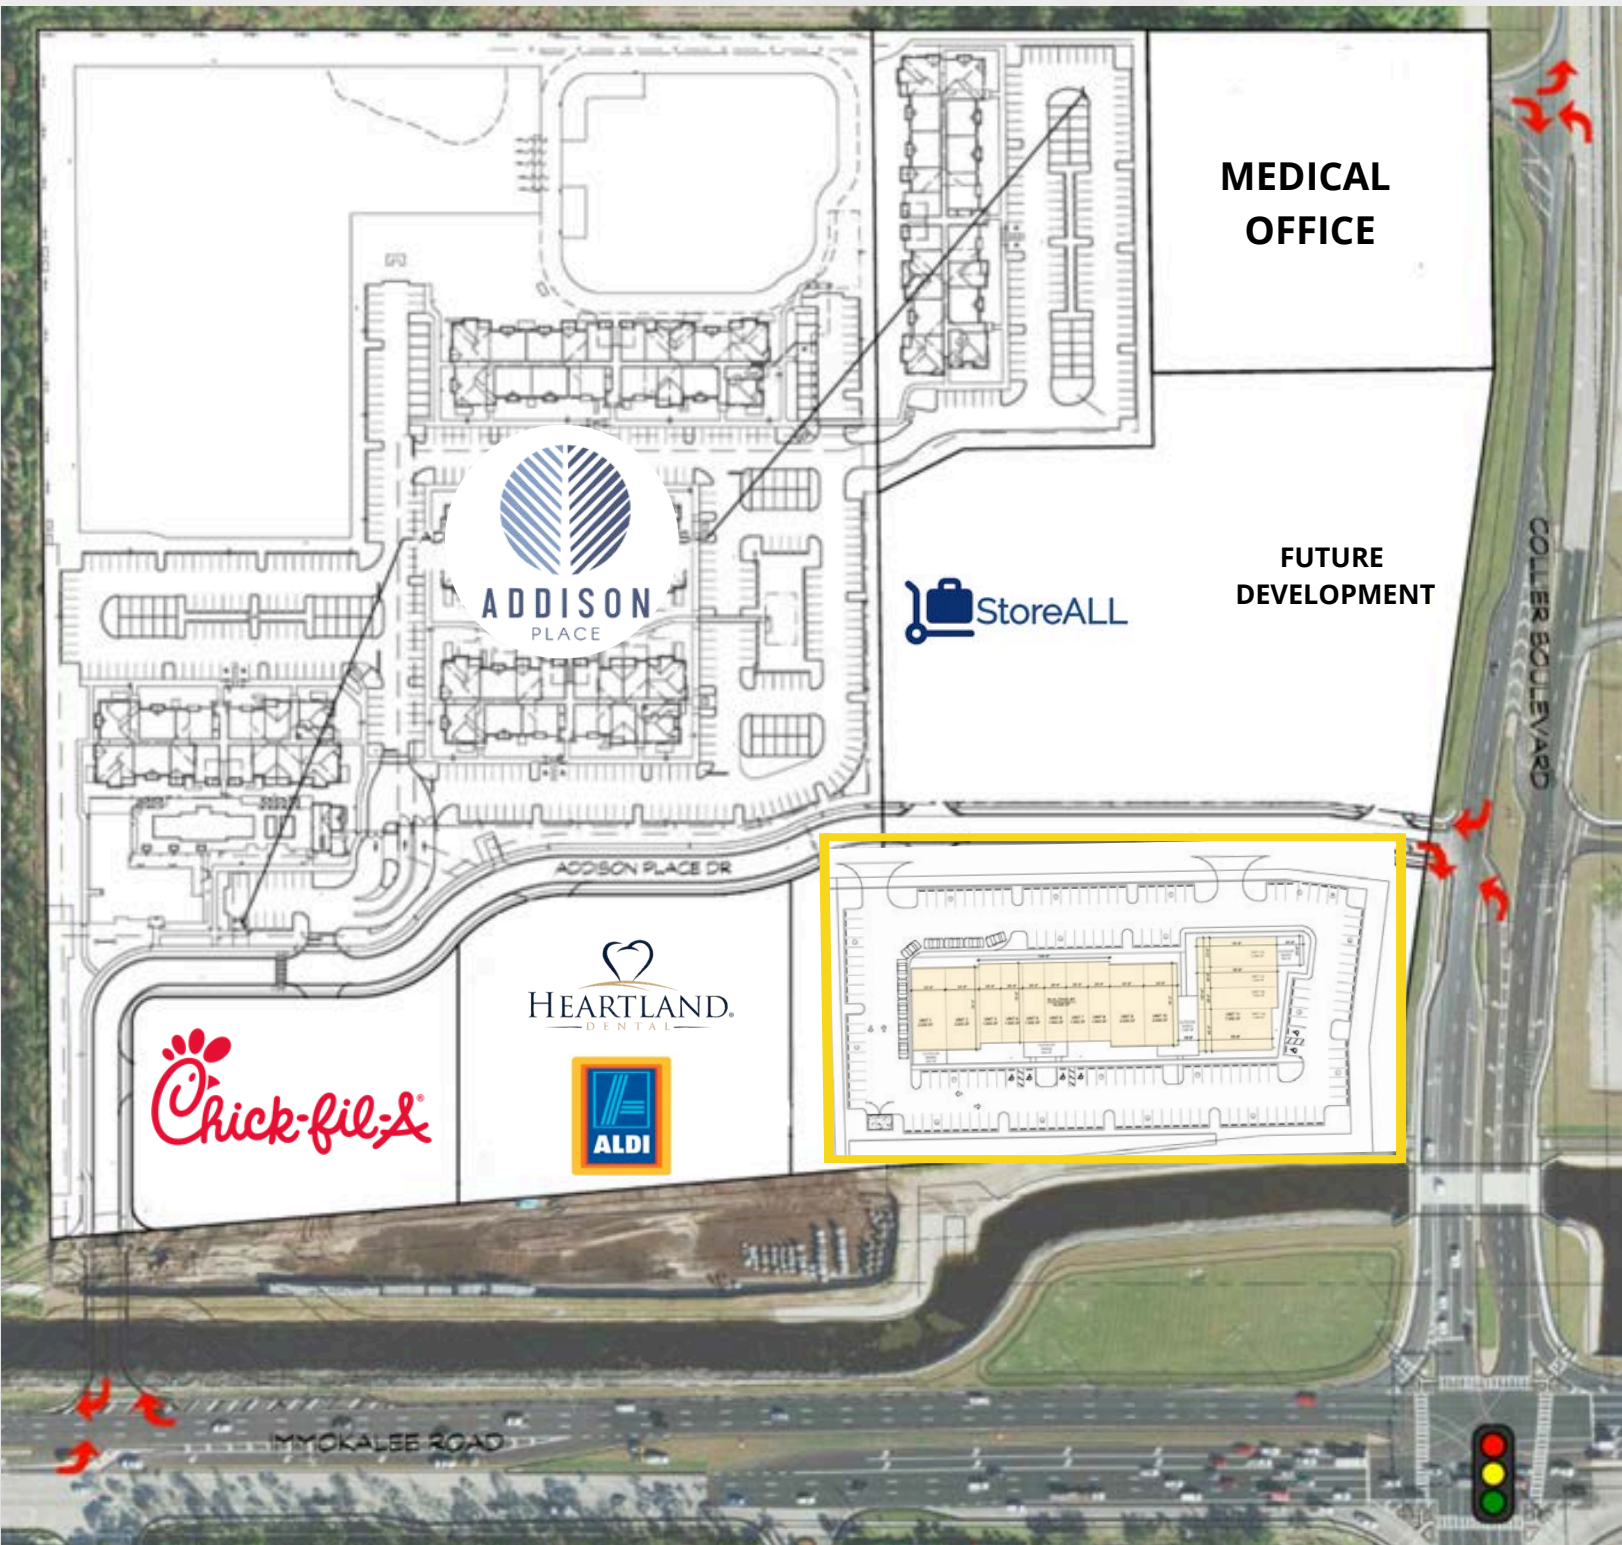 MEDICAL
OFFICE
FUTURE
DEVELOPMENT
StoreALL
ADDISON
PLACE
COLLIER BOULEVARD
ADDISON PLACE DR
HEARTLAND®
DENTAL
Chick-fil-A®
ALDI
IMMOKALEE ROAD